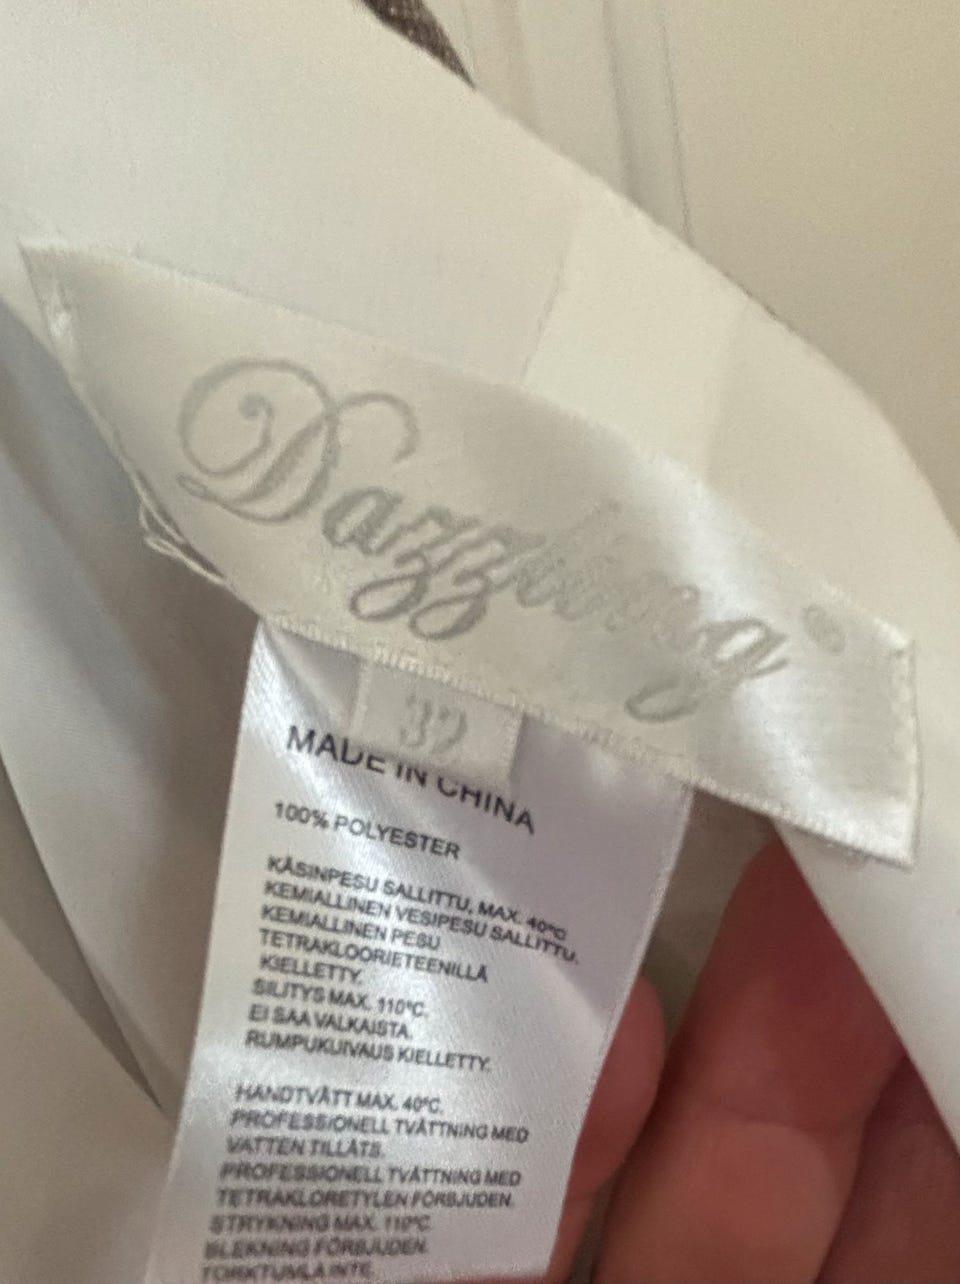 Dazzling®
32
MADE IN CHINA
100% POLYESTER
KÄSINPESU SALLITTU, MAX. 40°C
KEMIALLINEN VESIPESU SALLITTU.
KEMIALLINEN PESU
TETRAKLOORIETEENILLÄ
KIELLETTY.
SILITYS MAX. 110°C.
EI SAA VALKAISTA.
RUMPUKUIVAUS KIELLETTY.
HANDTVÄTT MAX. 40°C.
PROFESSIONELL TVÄTTNING MED
VATTEN TILLÅTS.
PROFESSIONELL TVÄTTNING MED
TETRAKLORETYLEN FÖRBJUDEN.
STRYKNING MAX. 110°C.
BLEKNING FÖRBJUDEN.
TORKTUMLA INTE.